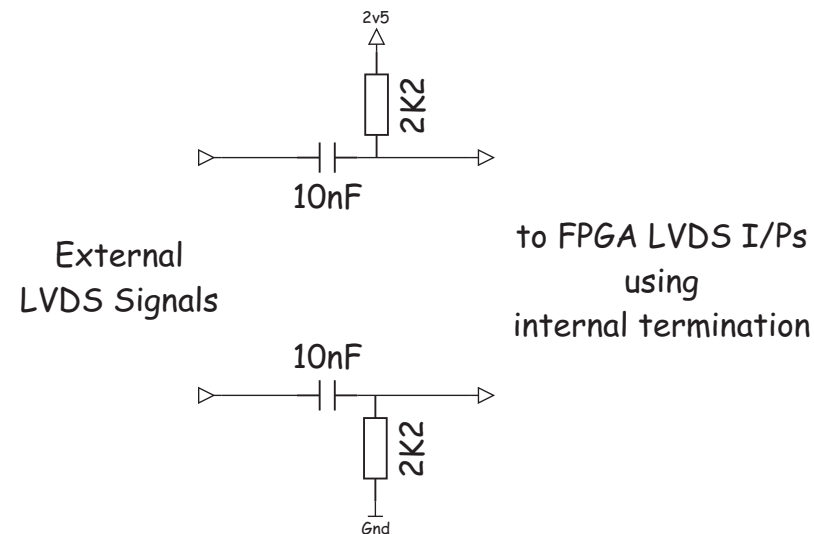 2v5
2K2
10nF
External
LVDS Signals
to FPGA LVDS I/Ps
using
internal termination
10nF
2K2
Gnd